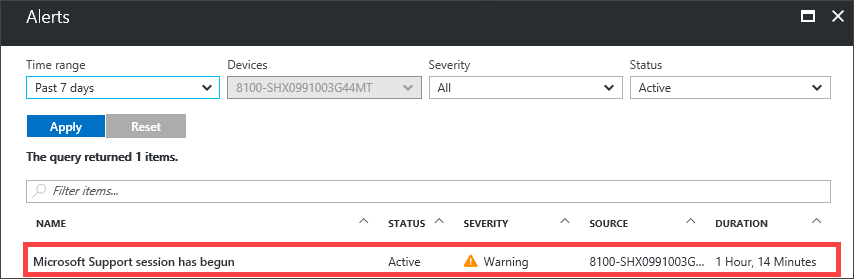 Alerts
Time range Devices Severity Status
Past 7 days 8100-SHX0991003G44MT All Active
Apply Reset
The query returned 1 items.
Filter items...
NAME STATUS SEVERITY SOURCE DURATION
Microsoft Support session has begun Active Warning 8100-SHX0991003G... 1 Hour, 14 Minutes